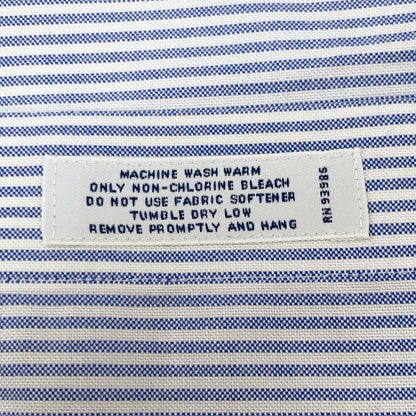 MACHINE WASH WARM
ONLY NON-CHLORINE BLEACH
DO NOT USE FABRIC SOFTENER
TUMBLE DRY LOW
REMOVE PROMPTLY AND HANG
RN 93985